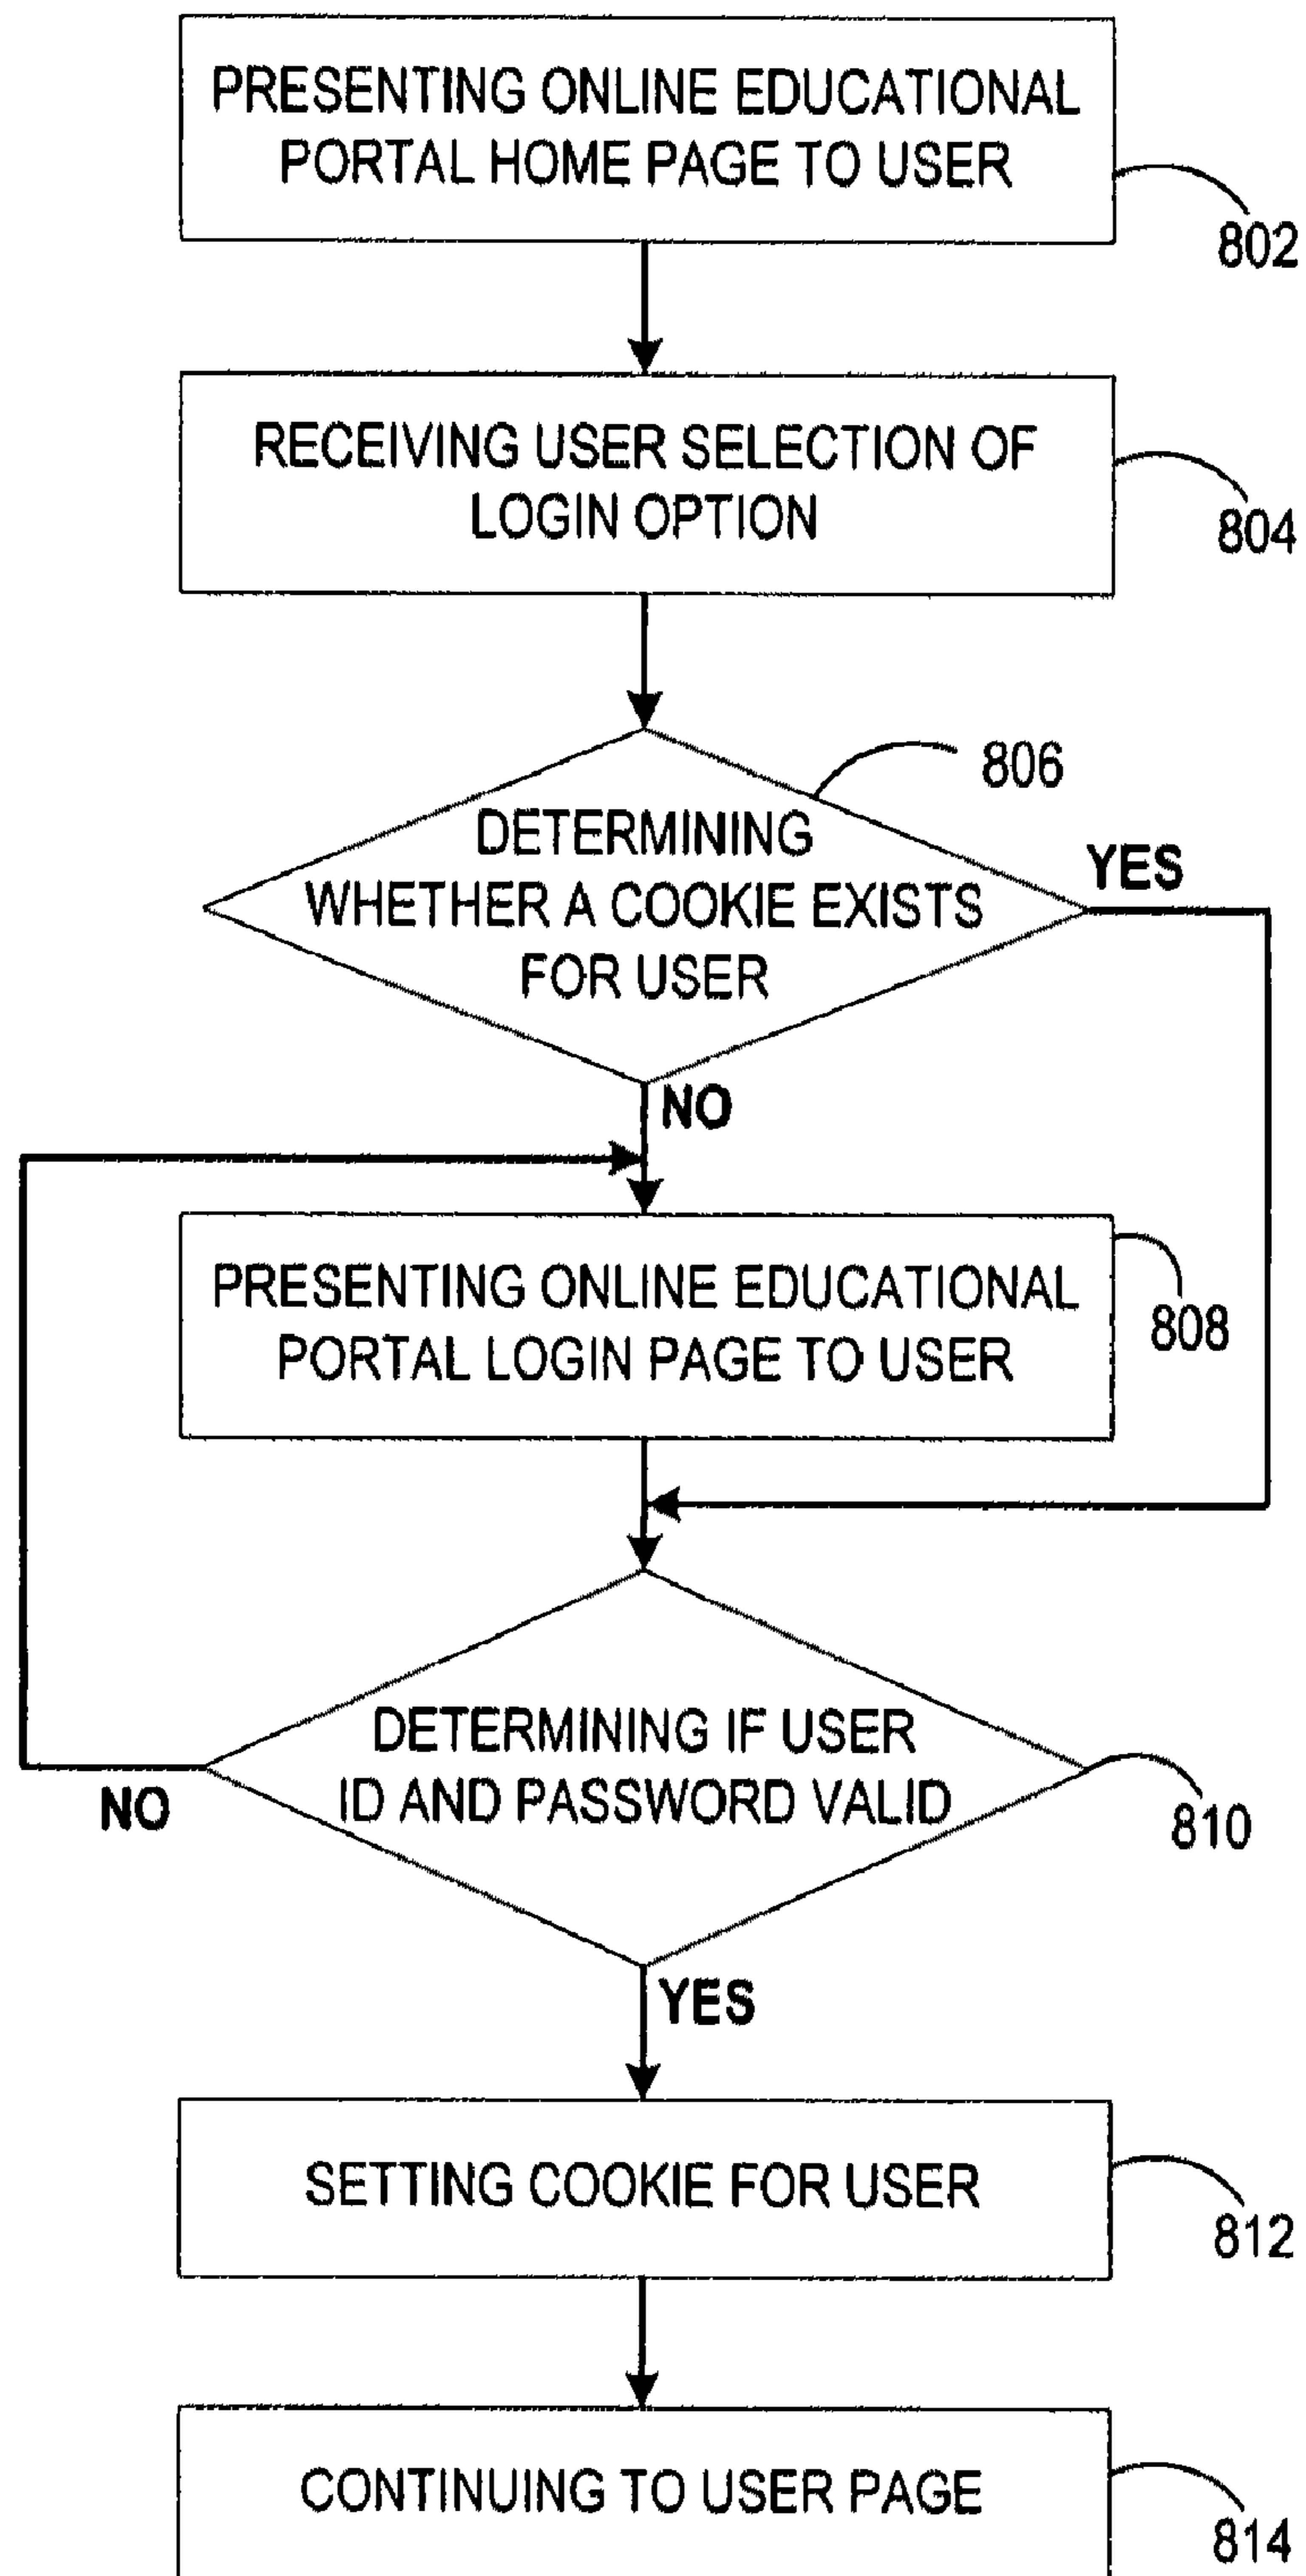 PRESENTING ONLINE EDUCATIONAL
PORTAL HOME PAGE TO USER
802
RECEIVING USER SELECTION OF
LOGIN OPTION
804
806
DETERMINING
WHETHER A COOKIE EXISTS
FOR USER
YES
NO
PRESENTING ONLINE EDUCATIONAL
PORTAL LOGIN PAGE TO USER
808
DETERMINING IF USER
ID AND PASSWORD VALID
NO
810
YES
SETTING COOKIE FOR USER
812
CONTINUING TO USER PAGE
814